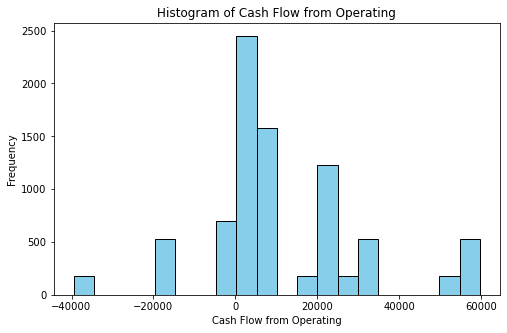 Histogram of Cash Flow from Operating
2500
2000
1500
1000
500
0
Frequency
−40000 −20000 0 20000 40000 60000
Cash Flow from Operating